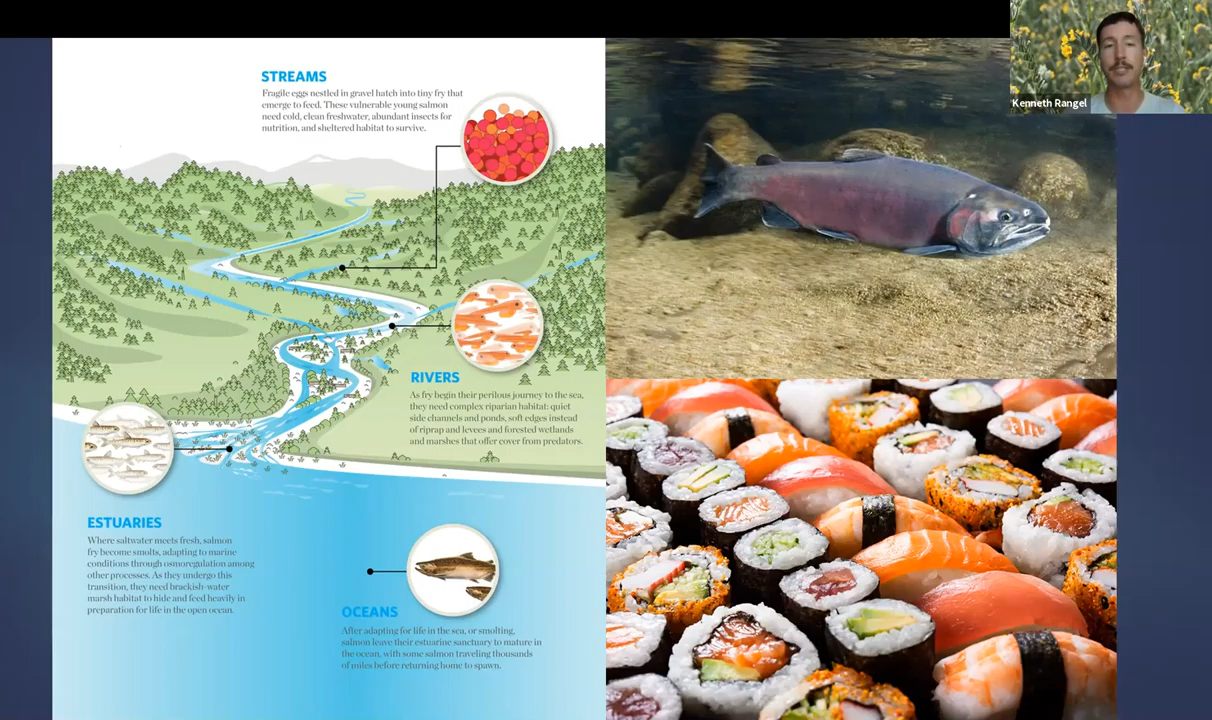 STREAMS
Fragile eggs nestled in gravel hatch into tiny fry that
emerge to feed. These vulnerable young salmon
need cold, clean freshwater, abundant insects for
nutrition, and sheltered habitat to survive.
Kenneth Rangel
RIVERS
As fry begin their perilous journey to the sea,
they need complex riparian habitat: quiet
side channels and ponds, soft edges instead
of riprap and levees and forested wetlands
and marshes that offer cover from predators.
ESTUARIES
Where saltwater meets fresh, salmon
fry become smolts, adapting to marine
conditions through osmoregulation among
other processes. As they undergo this
transition, they need brackish-water
marsh habitat to hide and feed heavily in
preparation for life in the open ocean.
OCEANS
After adapting for life in the sea, or smolting,
salmon leave their estuarine sanctuary to mature in
the ocean, with some salmon traveling thousands
of miles before returning home to spawn.